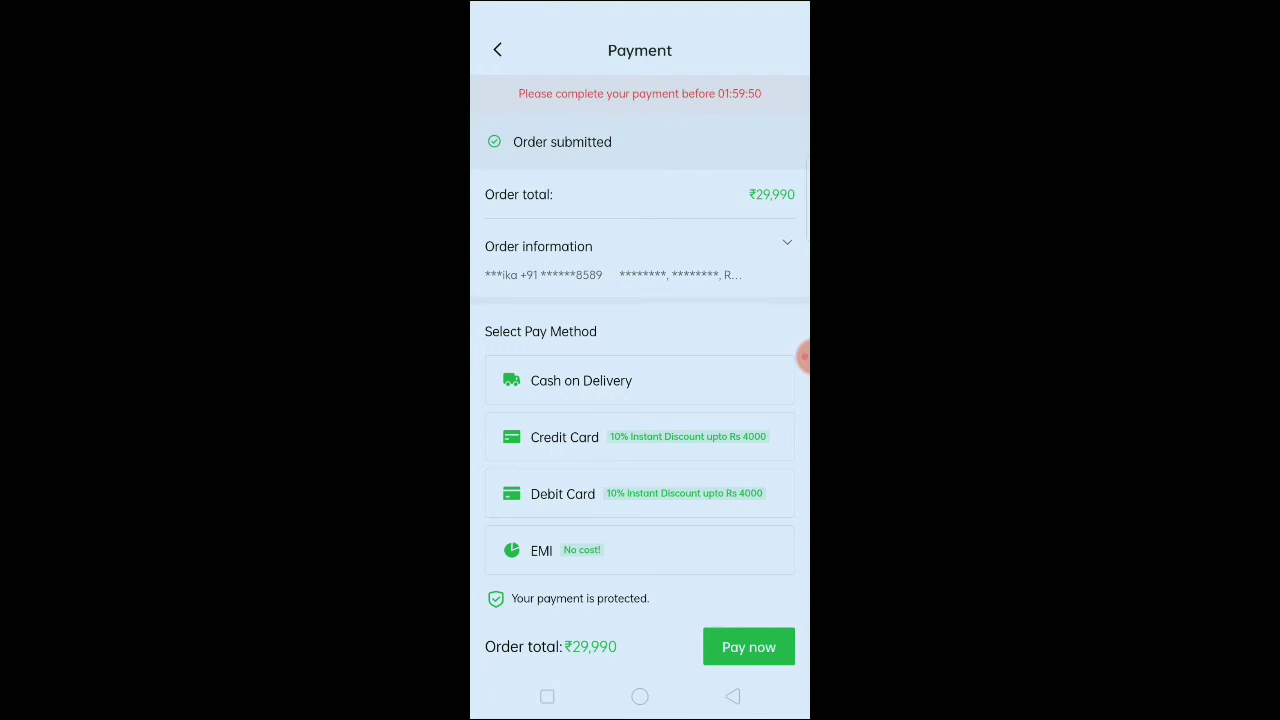 Payment
Please complete your payment before 01:59:50
Order submitted
Order total: ₹29,990
Order information
***ika +91 ******8589 ********, ********, R...
Select Pay Method
Cash on Delivery
Credit Card 10% Instant Discount upto Rs 4000
Debit Card 10% Instant Discount upto Rs 4000
EMI No cost!
Your payment is protected.
Order total: ₹29,990 Pay now